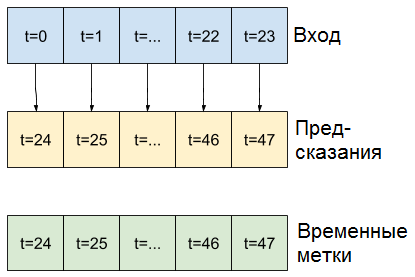 t=0 t=1 t=... t=22 t=23 Вход
t=24 t=25 t=... t=46 t=47 Пред-
сказания
t=24 t=25 t=... t=46 t=47 Временные
метки